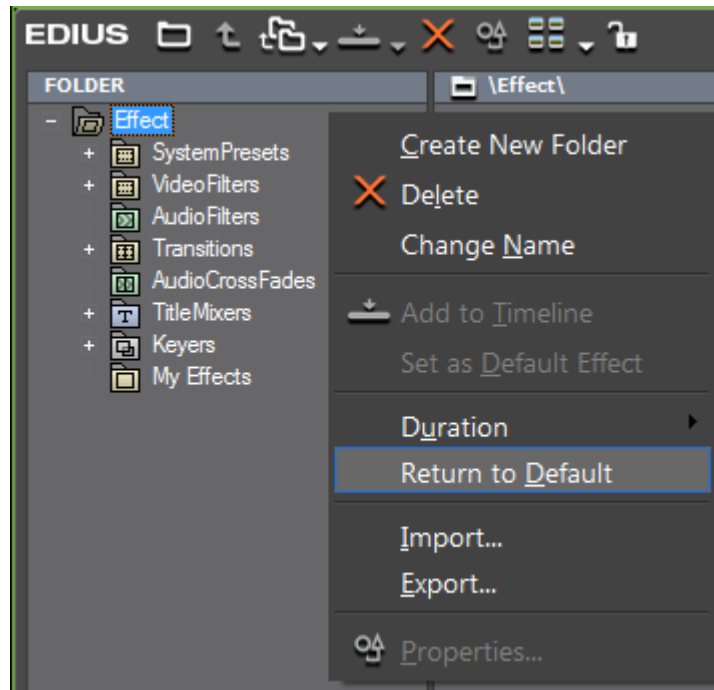 EDIUS
FOLDER
\Effect\
Effect
SystemPresets
VideoFilters
AudioFilters
Transitions
AudioCrossFades
TitleMixers
Keyers
My Effects
Create New Folder
Delete
Change Name
Add to Timeline
Set as Default Effect
Duration
Return to Default
Import...
Export...
Properties...